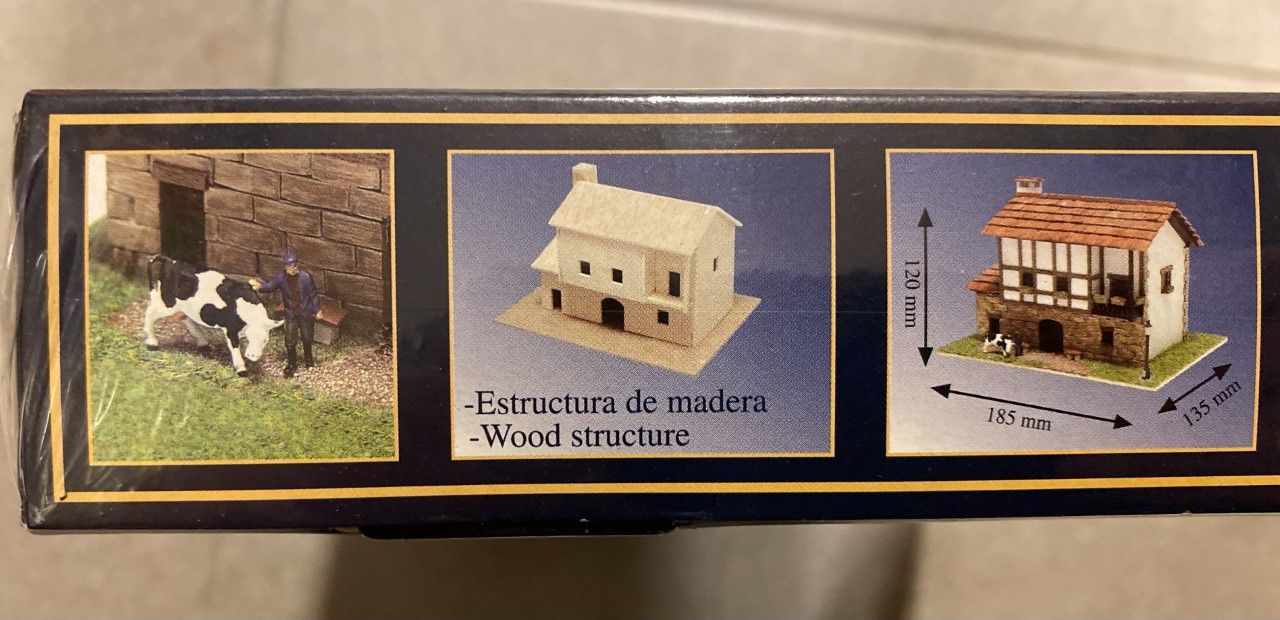 -Estructura de madera
-Wood structure
120 mm
185 mm
135 mm